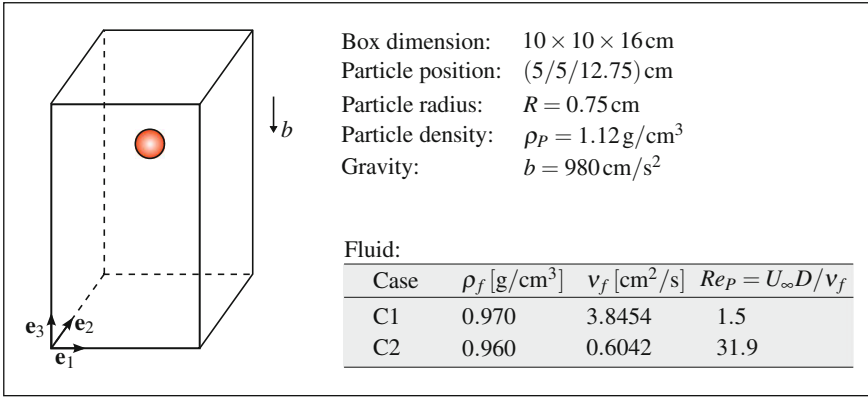 Box dimension: 10 × 10 × 16 cm
Particle position: (5/5/12.75) cm
Particle radius: R = 0.75 cm
Particle density: ρ_P = 1.12 g/cm³
Gravity: b = 980 cm/s²
b
Fluid:
Case ρ_f [g/cm³] ν_f [cm²/s] Re_P = U_∞D/ν_f
C1 0.970 3.8454 1.5
C2 0.960 0.6042 31.9
e₃ e₂
e₁